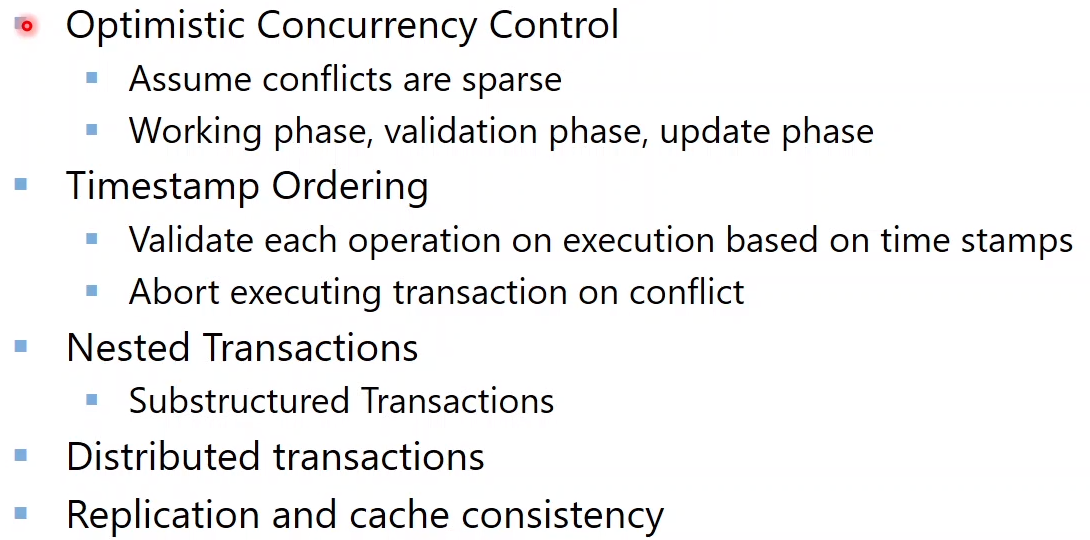 Optimistic Concurrency Control
Assume conflicts are sparse
Working phase, validation phase, update phase
Timestamp Ordering
Validate each operation on execution based on time stamps
Abort executing transaction on conflict
Nested Transactions
Substructured Transactions
Distributed transactions
Replication and cache consistency